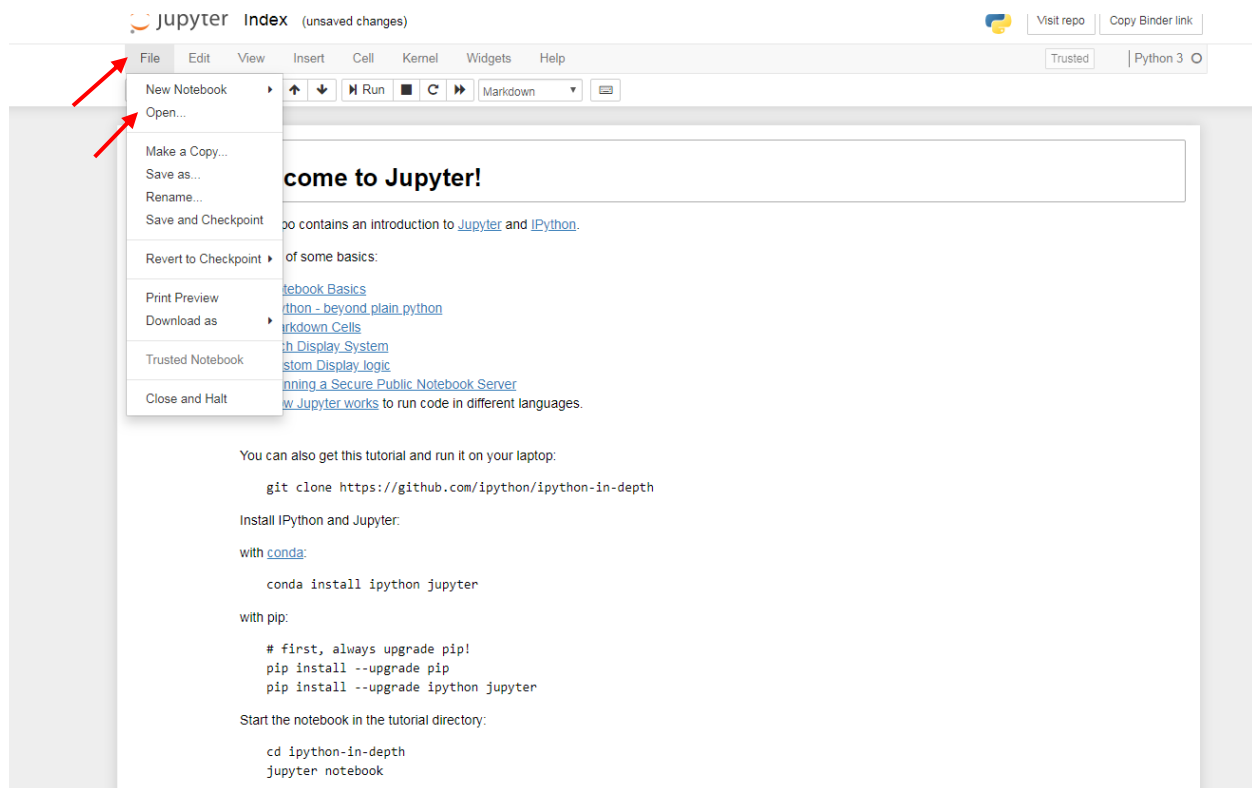 jupyter Index (unsaved changes)
Visit repo Copy Binder link
File Edit View Insert Cell Kernel Widgets Help
Trusted Python 3
Run Markdown
New Notebook
Open...
Make a Copy...
Save as...
Rename...
Save and Checkpoint
Revert to Checkpoint
Print Preview
Download as
Trusted Notebook
Close and Halt
come to Jupyter!
contains an introduction to Jupyter and IPython.
of some basics:
Basics
- beyond plain python
Cells
Display System
Display logic
a Secure Public Notebook Server
Jupyter works to run code in different languages.
You can also get this tutorial and run it on your laptop:
git clone https://github.com/ipython/ipython-in-depth
Install IPython and Jupyter:
with conda:
conda install ipython jupyter
with pip:
# first, always upgrade pip!
pip install --upgrade pip
pip install --upgrade ipython jupyter
Start the notebook in the tutorial directory:
cd ipython-in-depth
jupyter notebook